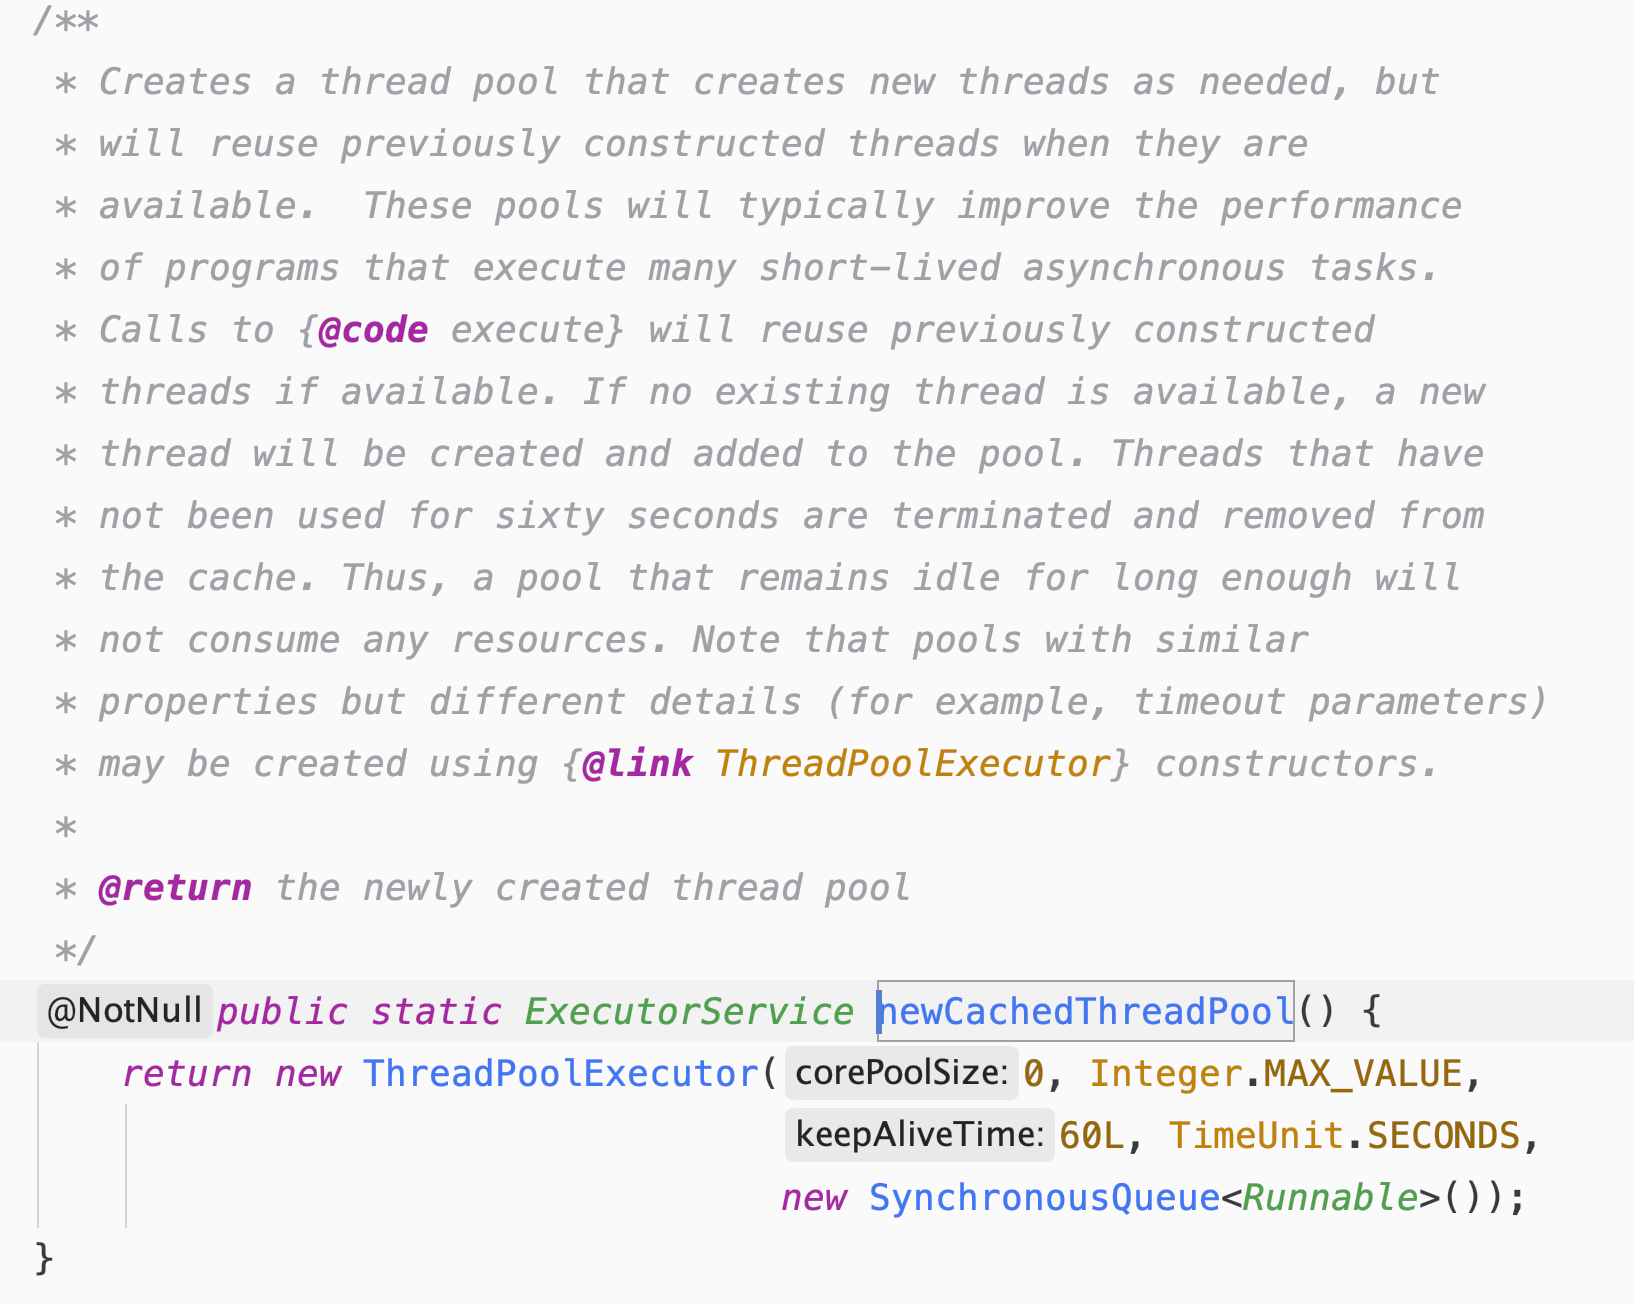 /**
* Creates a thread pool that creates new threads as needed, but
* will reuse previously constructed threads when they are
* available.  These pools will typically improve the performance
* of programs that execute many short-lived asynchronous tasks.
* Calls to {@code execute} will reuse previously constructed
* threads if available. If no existing thread is available, a new
* thread will be created and added to the pool. Threads that have
* not been used for sixty seconds are terminated and removed from
* the cache. Thus, a pool that remains idle for long enough will
* not consume any resources. Note that pools with similar
* properties but different details (for example, timeout parameters)
* may be created using {@link ThreadPoolExecutor} constructors.
*
* @return the newly created thread pool
*/
@NotNull public static ExecutorService newCachedThreadPool() {
return new ThreadPoolExecutor( corePoolSize: 0, Integer.MAX_VALUE,
keepAliveTime: 60L, TimeUnit.SECONDS,
new SynchronousQueue<Runnable>());
}